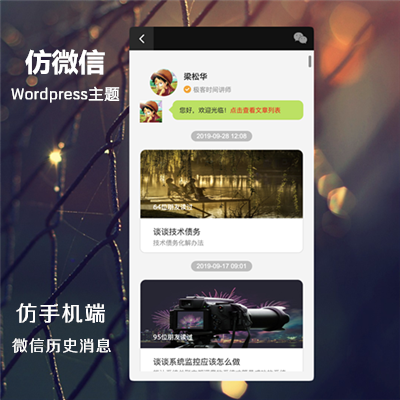 仿微信
Wordpress主题
仿手机端
微信历史消息
梁松华
极客时间讲师
您好，欢迎光临！点击查看文章列表
2019-09-28 12:08
64位朋友读过
谈谈技术债务
技术债务化解办法
2019-09-17 09:01
95位朋友读过
谈谈系统监控应该怎么做